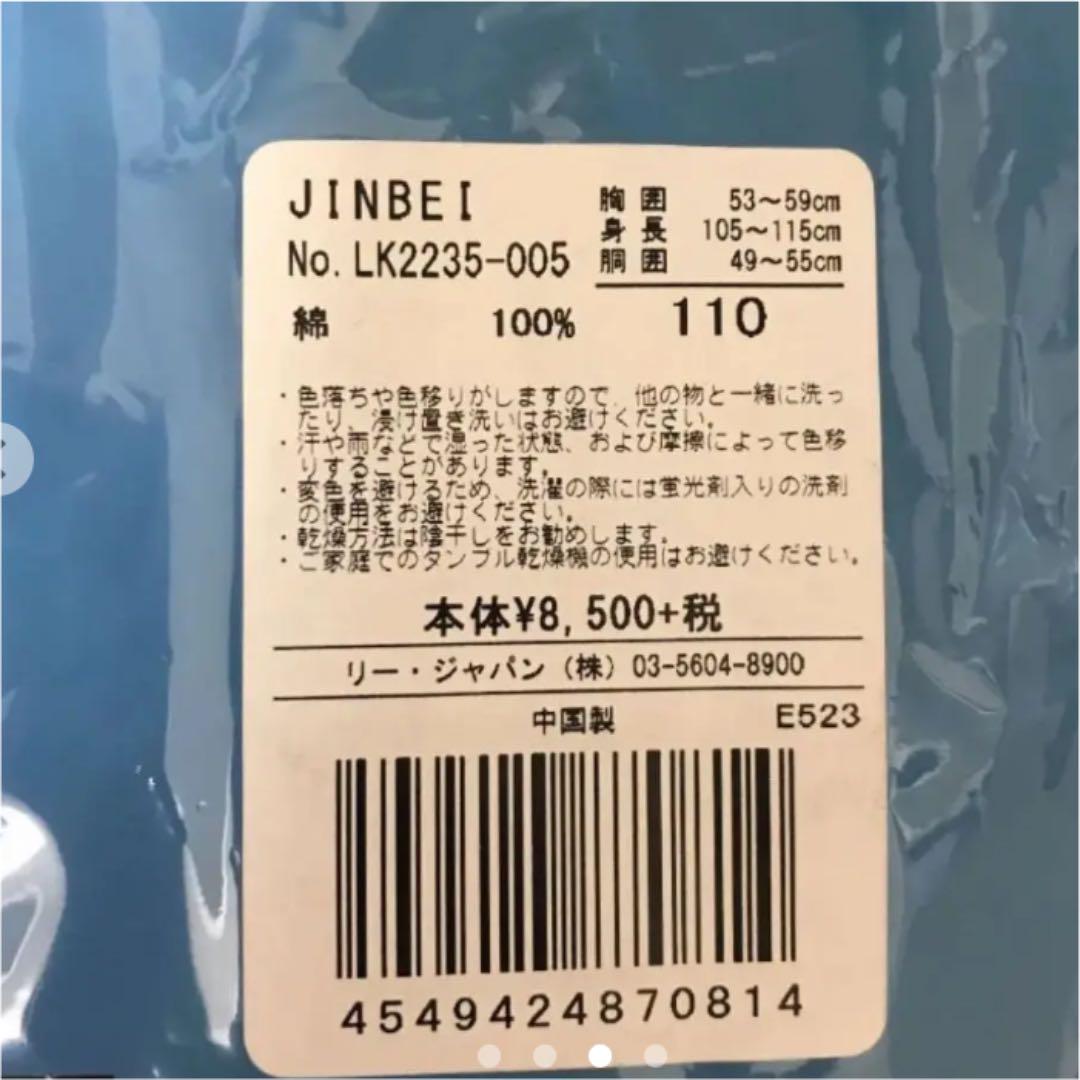 JINBEI
No. LK2235-005
綿 100%
胸囲 53～59cm
身長 105～115cm
胴囲 49～55cm
110
・色落ちや色移りがしますので、他の物と一緒に洗っ
たり、浸け置き洗いはお避けください。
・汗や雨などで湿った状態、および摩擦によって色移
りすることがあります。
・変色を避けるため、洗濯の際には蛍光剤入りの洗剤
の使用をお避けください。
・乾燥方法は陰干しをお勧めします。
・ご家庭でのタンブル乾燥機の使用はお避けください。
本体¥8,500+税
リー・ジャパン（株）03-5604-8900
中国製 E523
4549424870814